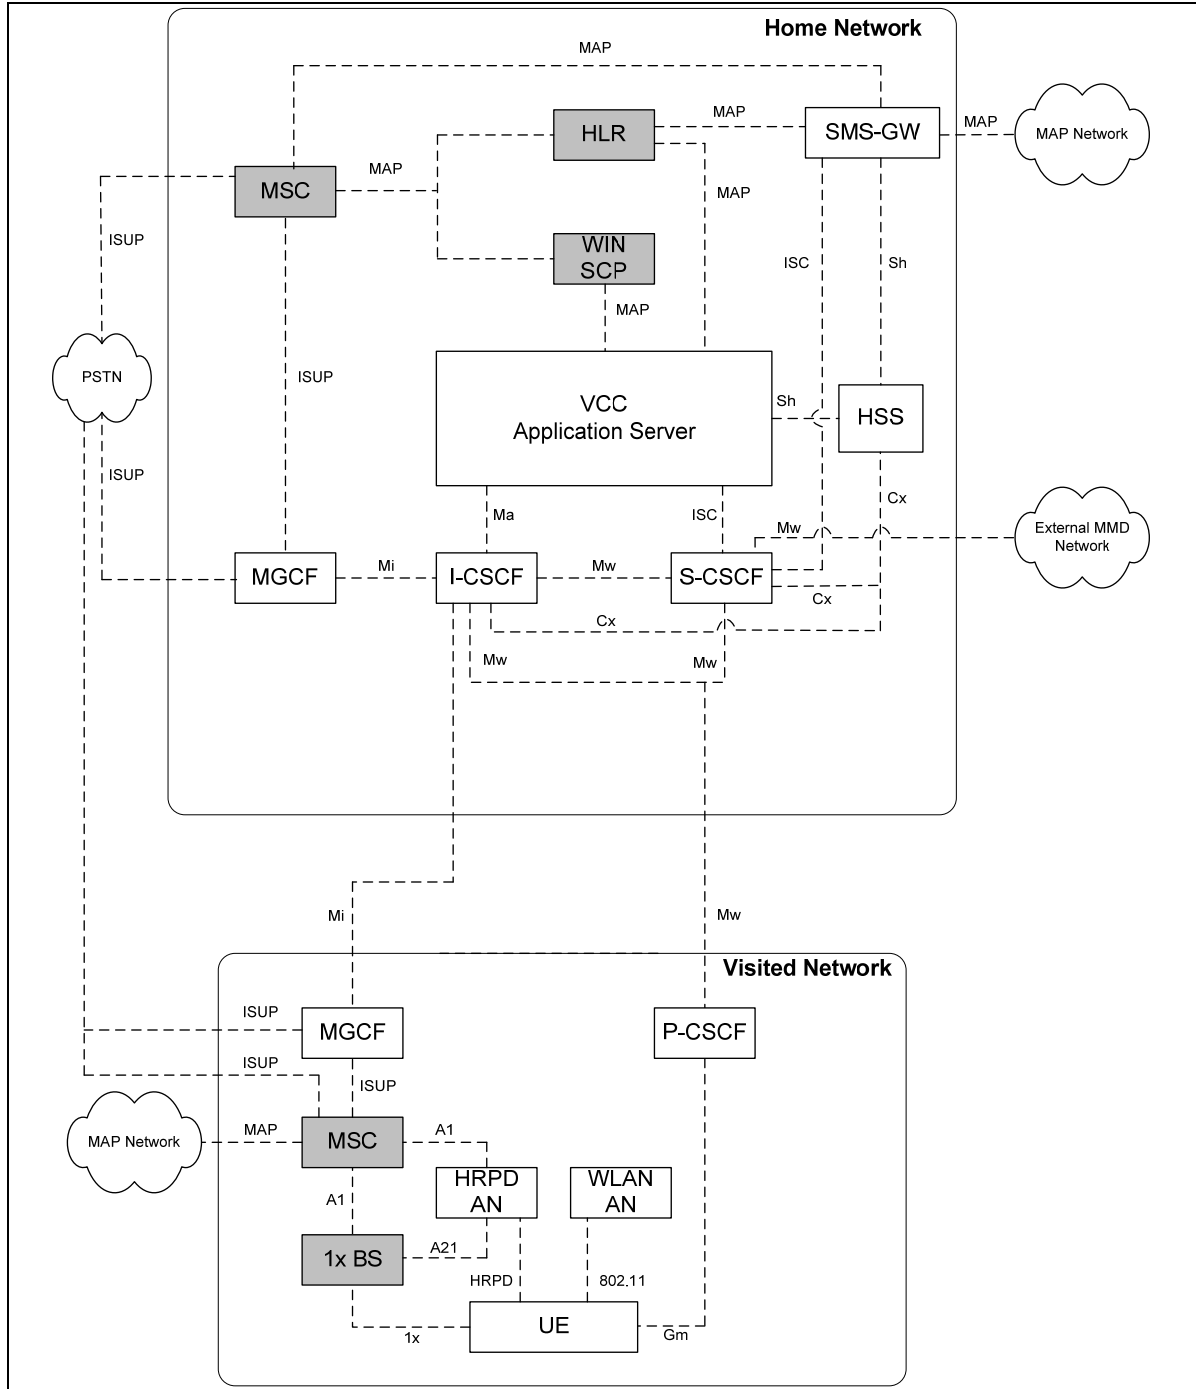 Home Network
MAP
HLR
MAP
SMS-GW
MAP
MAP Network
MSC
MAP
MAP
ISUP
WIN
SCP
ISC
Sh
MAP
PSTN
ISUP
VCC
Application Server
Sh
HSS
ISUP
Ma
ISC
Cx
Mw
External MMD
Network
MGCF
Mi
I-CSCF
Mw
S-CSCF
Cx
Cx
Mw
Mw
Mi
Mw
Visited Network
ISUP
MGCF
P-CSCF
ISUP
ISUP
MAP Network
MAP
MSC
A1
A1
HRPD
AN
WLAN
AN
1x BS
A21
HRPD
802.11
1x
UE
Gm